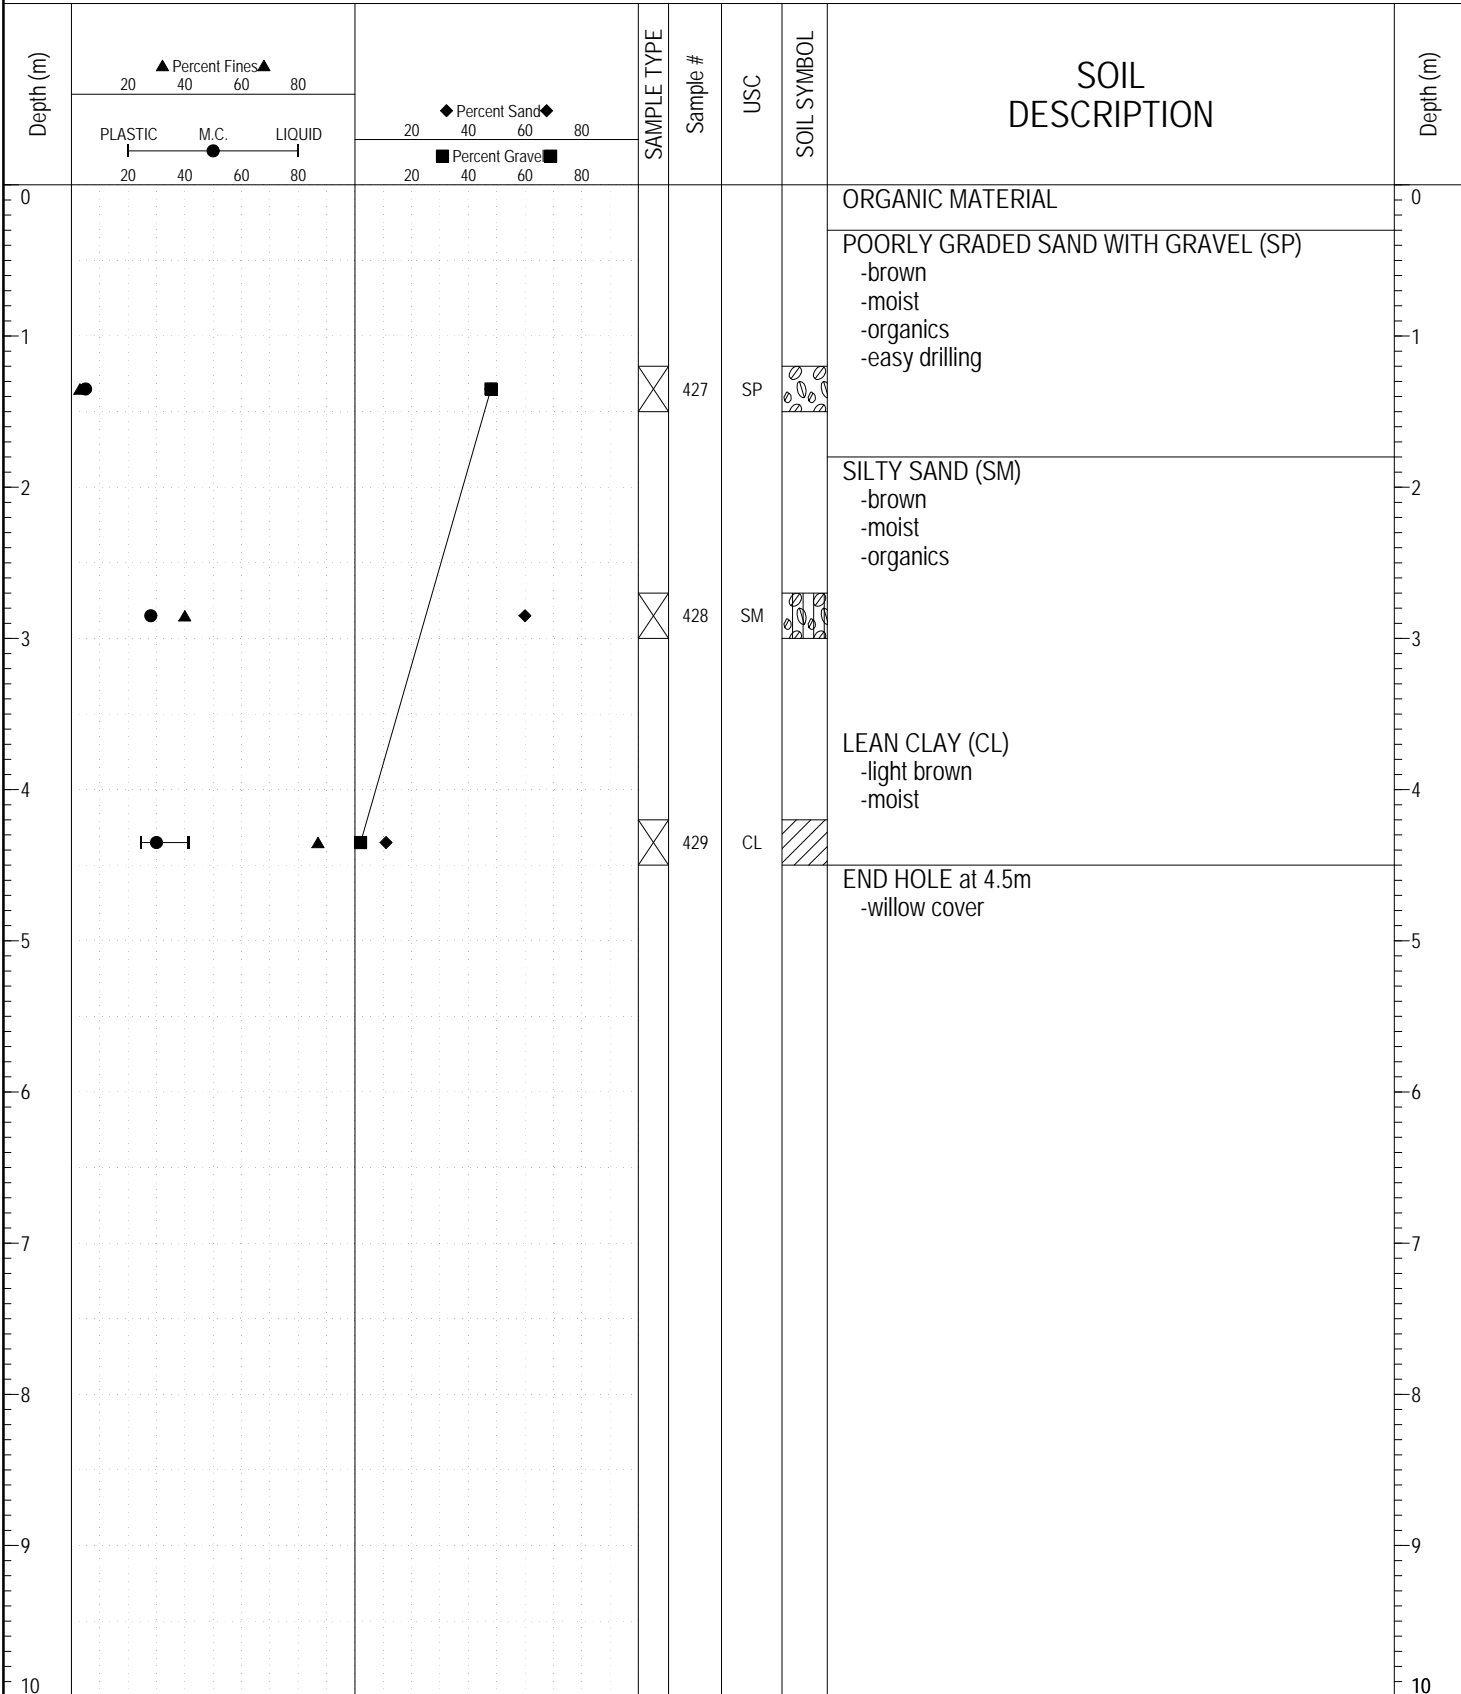 Depth (m)
▲ Percent Fines ▲
20 40 60 80
PLASTIC M.C. LIQUID
20 40 60 80
◆ Percent Sand ◆
20 40 60 80
■ Percent Gravel ■
20 40 60 80
SAMPLE TYPE
Sample #
USC
SOIL SYMBOL
SOIL
DESCRIPTION
Depth (m)
0 ORGANIC MATERIAL 0
POORLY GRADED SAND WITH GRAVEL (SP)
-brown
-moist
-organics
1 1
-easy drilling
427 SP
SILTY SAND (SM)
2 2
-brown
-moist
-organics
428 SM
3 3
LEAN CLAY (CL)
-light brown
4 4
-moist
429 CL
END HOLE at 4.5m
-willow cover
5 5
6 6
7 7
8 8
9 9
10 10